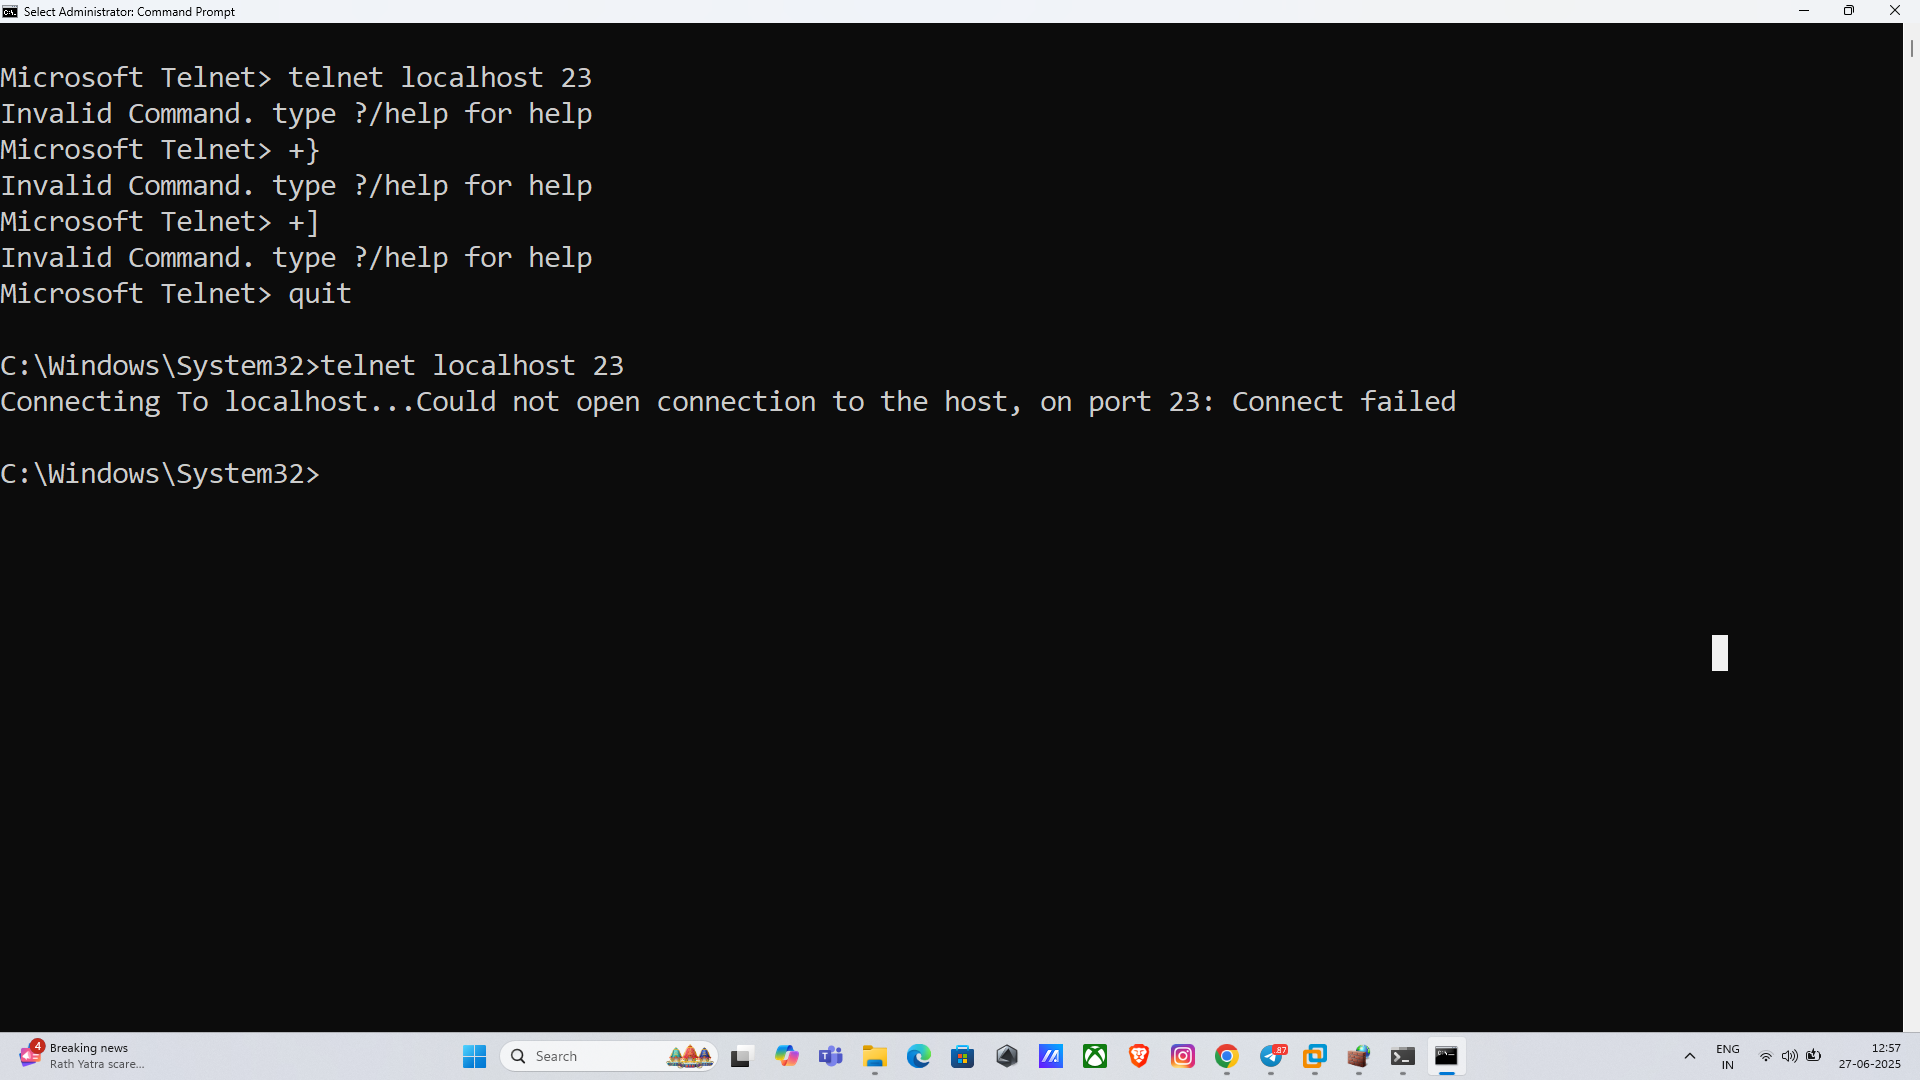 Select Administrator: Command Prompt
Microsoft Telnet> telnet localhost 23
Invalid Command. type ?/help for help
Microsoft Telnet> +}
Invalid Command. type ?/help for help
Microsoft Telnet> +]
Invalid Command. type ?/help for help
Microsoft Telnet> quit
C:\Windows\System32>telnet localhost 23
Connecting To localhost...Could not open connection to the host, on port 23: Connect failed
C:\Windows\System32>
4
Breaking news
Rath Yatra scare...
Search
87
ENG
IN
12:57
27-06-2025